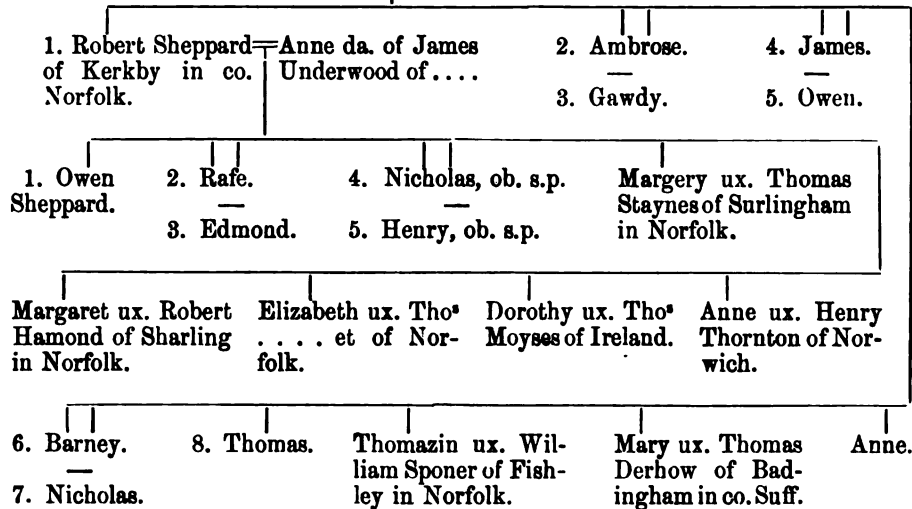 1. Robert Sheppard
of Kerkby in co.
Norfolk.
Anne da. of James
Underwood of . . . .
2. Ambrose.
3. Gawdy.
4. James.
5. Owen.
1. Owen
Sheppard.
2. Rafe.
3. Edmond.
4. Nicholas, ob. s.p.
5. Henry, ob. s.p.
Margery ux. Thomas
Staynes of Surlingham
in Norfolk.
Margaret ux. Robert
Hamond of Sharling
in Norfolk.
Elizabeth ux. Thoˢ
. . . . et of Nor-
folk.
Dorothy ux. Thoˢ
Moyses of Ireland.
Anne ux. Henry
Thornton of Nor-
wich.
6. Barney.
7. Nicholas.
8. Thomas.
Thomazin ux. Wil-
liam Sponer of Fish-
ley in Norfolk.
Mary ux. Thomas
Derhow of Bad-
ingham in co. Suff.
Anne.